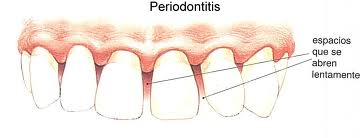 Periodontitis
espacios
que se
abren
lentamente